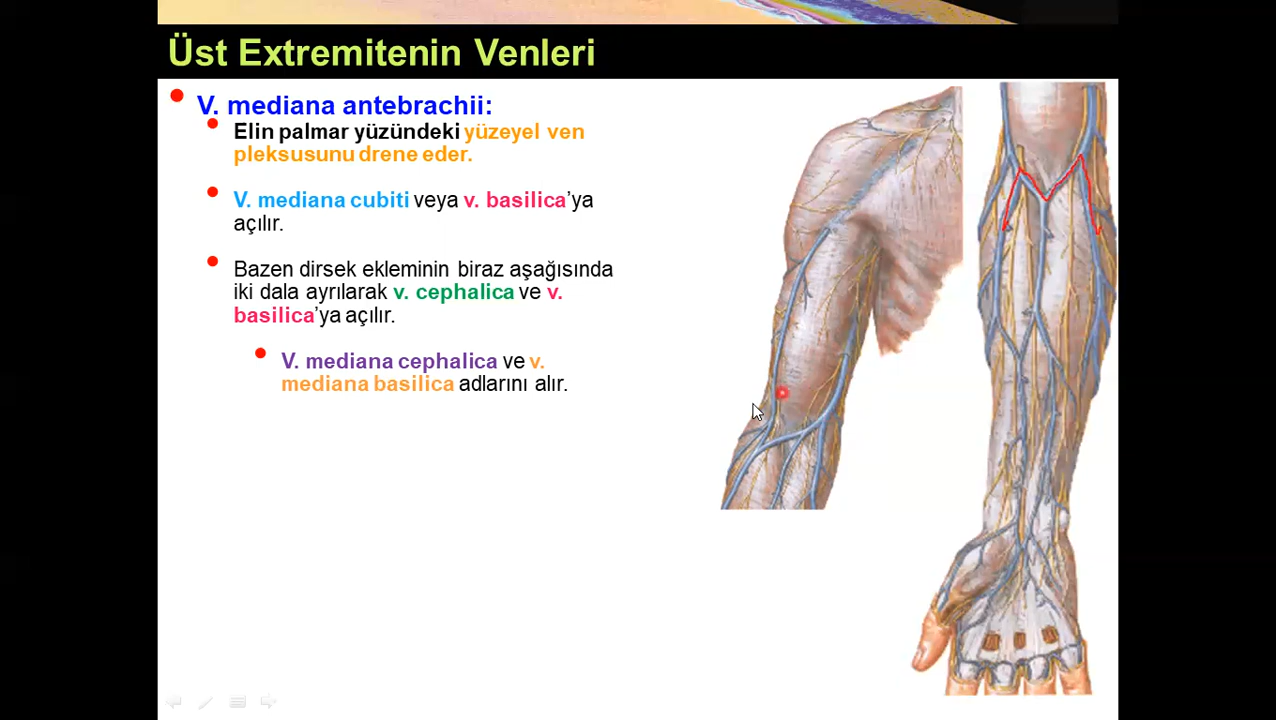 Üst Extremitenin Venleri
V. mediana antebrachii:
Elin palmar yüzündeki yüzeyel ven
pleksusunu drene eder.
V. mediana cubiti veya v. basilica’ya
açılır.
Bazen dirsek ekleminin biraz aşağısında
iki dala ayrılarak v. cephalica ve v.
basilica’ya açılır.
V. mediana cephalica ve v.
mediana basilica adlarını alır.